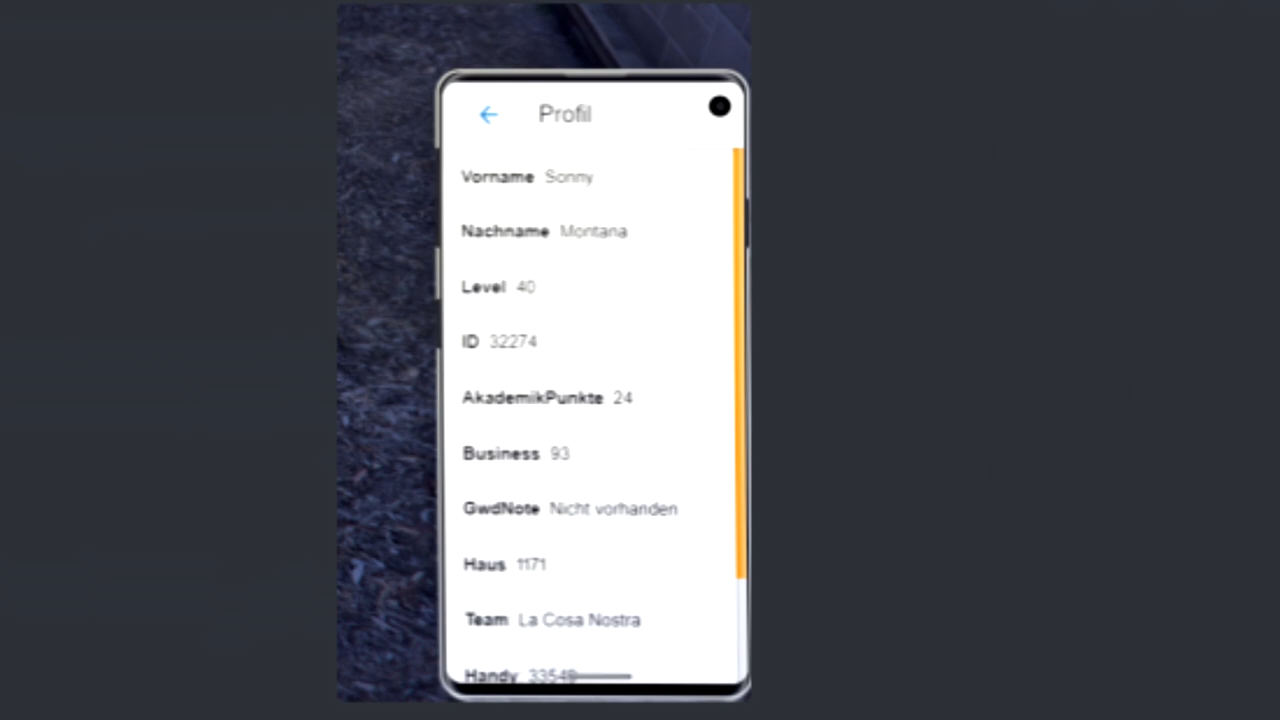 Profil
Vorname Sonny
Nachname Montana
Level 40
ID 32274
AkademikPunkte 24
Business 93
GwdNote Nicht vorhanden
Haus 1171
Team La Cosa Nostra
Handy